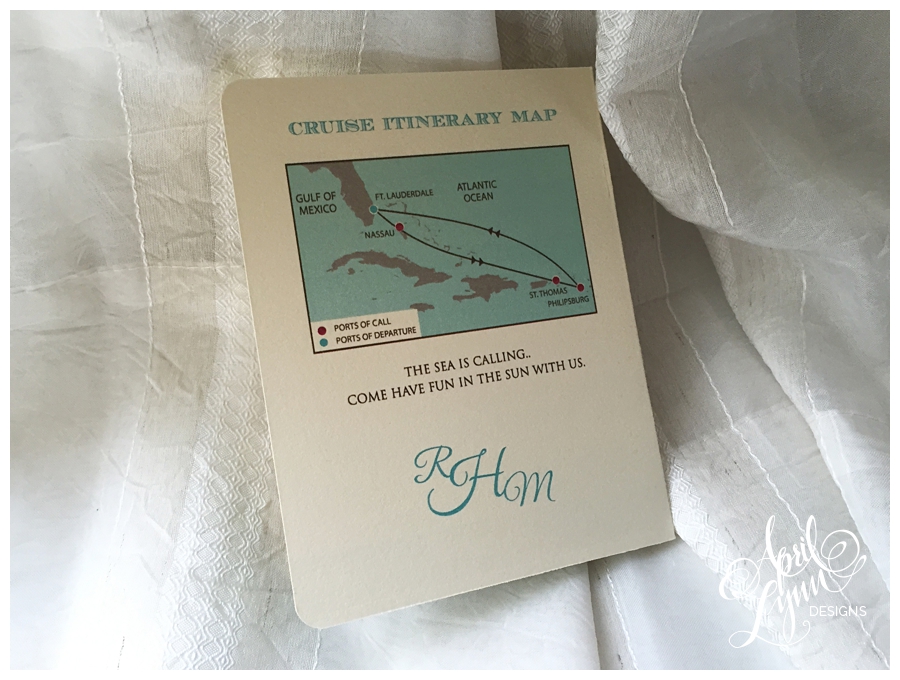 CRUISE ITINERARY MAP
GULF OF
MEXICO
FT. LAUDERDALE
ATLANTIC
OCEAN
NASSAU
ST. THOMAS
PHILIPSBURG
PORTS OF CALL
PORTS OF DEPARTURE
THE SEA IS CALLING..
COME HAVE FUN IN THE SUN WITH US.
RHM
April
Lynn
DESIGNS